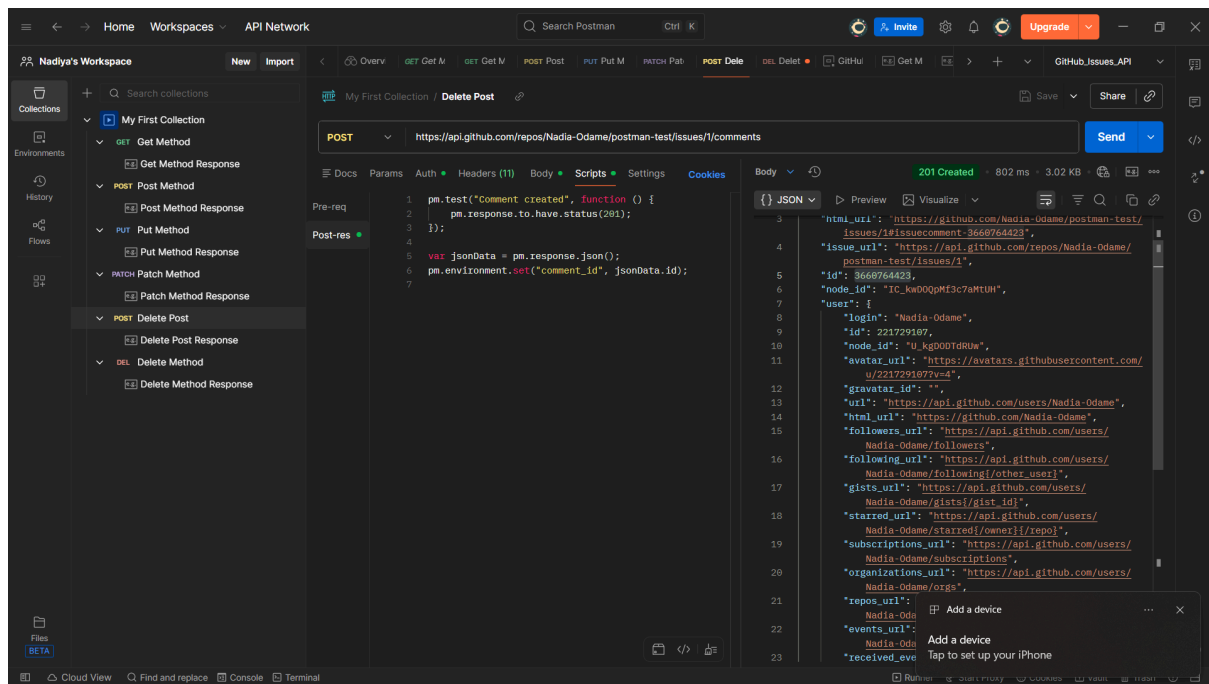 Home Workspaces API Network
Search Postman Ctrl K
Invite
Upgrade
Nadiya's Workspace New Import
Overv GET Get M GET Get M POST Post PUT Put M PATCH Pat POST Dele DEL Delet GitHu Get M
GitHub_Issues_API
Collections
Environments
History
Flows
Files
BETA
Search collections
My First Collection
GET Get Method
e.g. Get Method Response
POST Post Method
e.g. Post Method Response
PUT Put Method
e.g. Put Method Response
PATCH Patch Method
e.g. Patch Method Response
POST Delete Post
e.g. Delete Post Response
DEL Delete Method
e.g. Delete Method Response
HTTP My First Collection / Delete Post
Save Share
POST https://api.github.com/repos/Nadia-Odame/postman-test/issues/1/comments
Send
Docs Params Auth Headers (11) Body Scripts Settings Cookies
Pre-req
Post-res
1 pm.test("Comment created", function () {
2 pm.response.to.have.status(201);
3 });
4
5 var jsonData = pm.response.json();
6 pm.environment.set("comment_id", jsonData.id);
7
Body 201 Created 802 ms 3.02 KB
{} JSON Preview Visualize
3 "html_url": "https://github.com/Nadia-Odame/postman-test/
issues/1#issuecomment-3660764423",
4 "issue_url": "https://api.github.com/repos/Nadia-Odame/
postman-test/issues/1",
5 "id": 3660764423,
6 "node_id": "IC_kwDOQpMf3c7aMtUH",
7 "user": {
8 "login": "Nadia-Odame",
9 "id": 221729107,
10 "node_id": "U_kgDODTdRUw",
11 "avatar_url": "https://avatars.githubusercontent.com/
u/221729107?v=4",
12 "gravatar_id": "",
13 "url": "https://api.github.com/users/Nadia-Odame",
14 "html_url": "https://github.com/Nadia-Odame",
15 "followers_url": "https://api.github.com/users/
Nadia-Odame/followers",
16 "following_url": "https://api.github.com/users/
Nadia-Odame/following{/other_user}",
17 "gists_url": "https://api.github.com/users/
Nadia-Odame/gists{/gist_id}",
18 "starred_url": "https://api.github.com/users/
Nadia-Odame/starred{/owner}{/repo}",
19 "subscriptions_url": "https://api.github.com/users/
Nadia-Odame/subscriptions",
20 "organizations_url": "https://api.github.com/users/
Nadia-Odame/orgs",
21 "repos_url":
Nadia-Oda
22 "events_url":
Nadia-Oda
23 "received_eve
Add a device
Add a device
Tap to set up your iPhone
Cloud View Find and replace Console Terminal
Runner Start Proxy Cookies Vault Trash